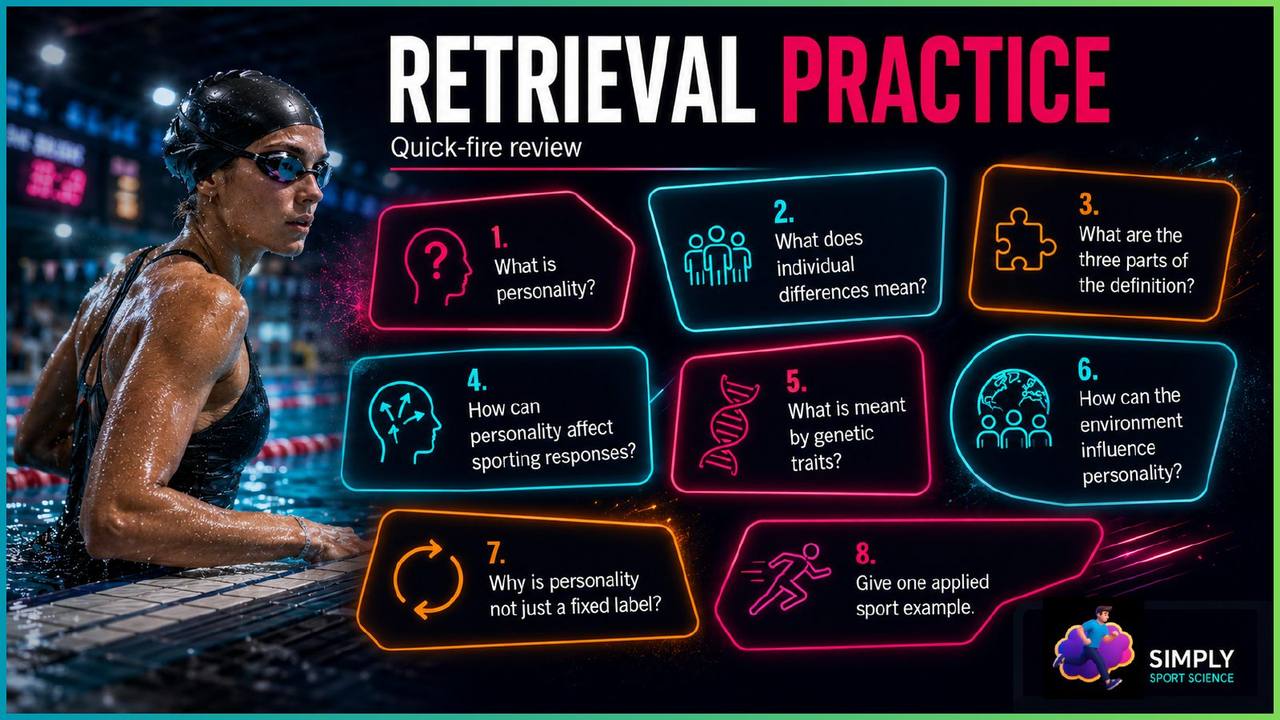 RETRIEVAL PRACTICE
Quick-fire review
1.
What is
personality?
2.
What does
individual
differences mean?
3.
What are the
three parts of
the definition?
4.
How can
personality affect
sporting responses?
5.
What is meant
by genetic
traits?
6.
How can the
environment
influence
personality?
7.
Why is personality
not just a fixed label?
8.
Give one applied
sport example.
SIMPLY
SPORT SCIENCE